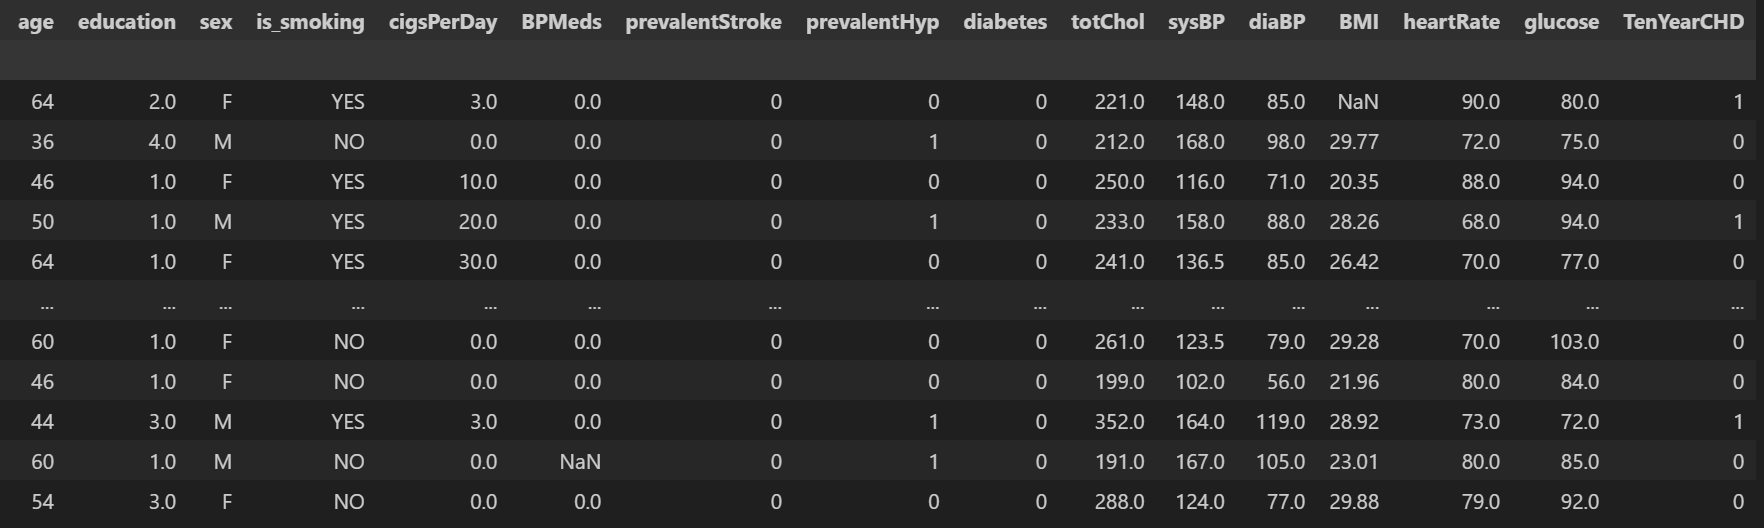 age education sex is_smoking cigsPerDay BPMeds prevalentStroke prevalentHyp diabetes totChol sysBP diaBP BMI heartRate glucose TenYearCHD
64 2.0 F YES 3.0 0.0 0 0 0 221.0 148.0 85.0 NaN 90.0 80.0 1
36 4.0 M NO 0.0 0.0 0 1 0 212.0 168.0 98.0 29.77 72.0 75.0 0
46 1.0 F YES 10.0 0.0 0 0 0 250.0 116.0 71.0 20.35 88.0 94.0 0
50 1.0 M YES 20.0 0.0 0 1 0 233.0 158.0 88.0 28.26 68.0 94.0 1
64 1.0 F YES 30.0 0.0 0 0 0 241.0 136.5 85.0 26.42 70.0 77.0 0
... ... ... ... ... ... ... ... ... ... ... ... ... ... ... ...
60 1.0 F NO 0.0 0.0 0 0 0 261.0 123.5 79.0 29.28 70.0 103.0 0
46 1.0 F NO 0.0 0.0 0 0 0 199.0 102.0 56.0 21.96 80.0 84.0 0
44 3.0 M YES 3.0 0.0 0 1 0 352.0 164.0 119.0 28.92 73.0 72.0 1
60 1.0 M NO 0.0 NaN 0 1 0 191.0 167.0 105.0 23.01 80.0 85.0 0
54 3.0 F NO 0.0 0.0 0 0 0 288.0 124.0 77.0 29.88 79.0 92.0 0